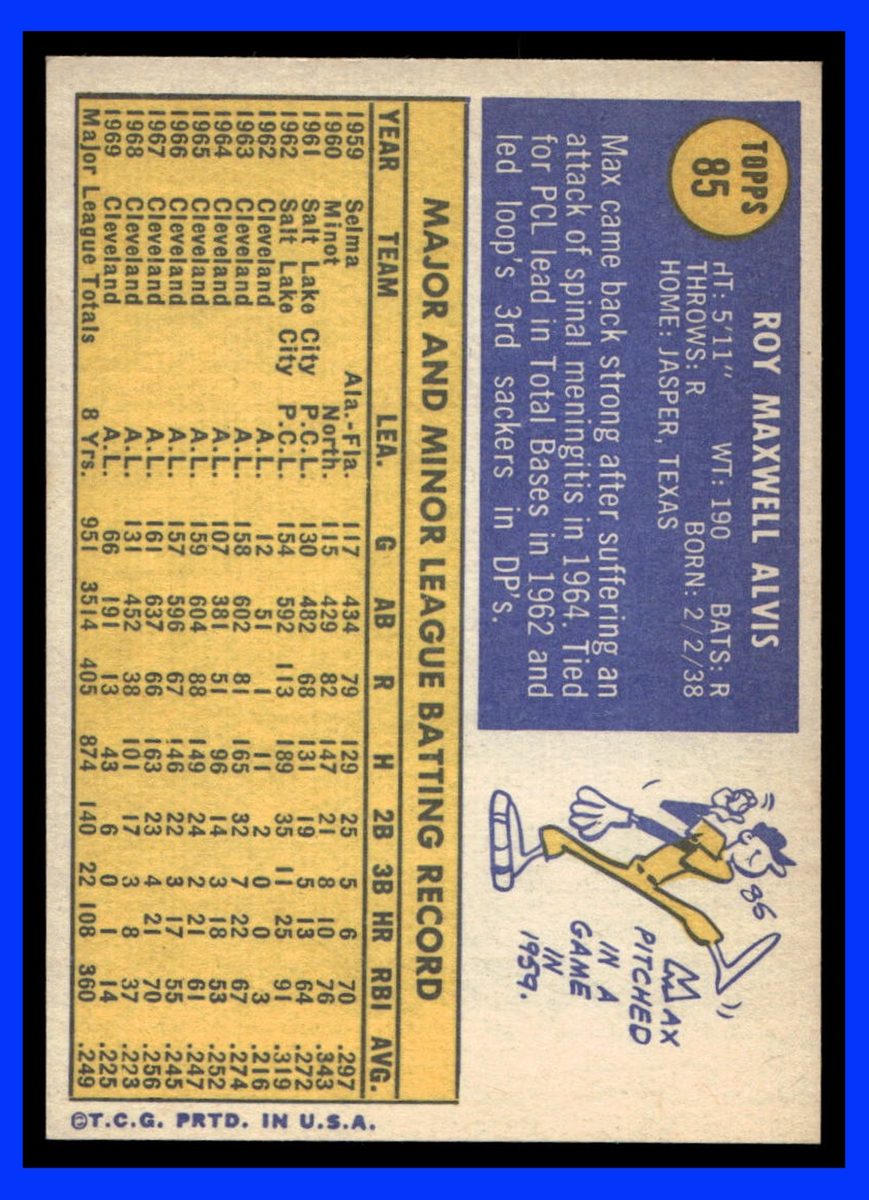 TOPPS
85
ROY MAXWELL ALVIS
HT: 5'11" WT: 190 BATS: R
THROWS: R BORN: 2/2/38
HOME: JASPER, TEXAS
Max came back strong after suffering an
attack of spinal meningitis in 1964. Tied
for PCL lead in Total Bases in 1962 and
led loop's 3rd sackers in DP's.
MAX
PITCHED
IN A
GAME
IN
1959.
MAJOR AND MINOR LEAGUE BATTING RECORD
YEAR TEAM LEA. G AB R H 2B 3B HR RBI AVG.
1959 Selma Ala.-Fla. 117 434 79 129 25 5 6 70 .297
1960 Minot North. 115 429 82 147 21 8 10 76 .343
1961 Salt Lake City P.C.L. 130 482 68 131 19 5 13 64 .272
1962 Salt Lake City P.C.L. 154 592 113 189 35 11 25 91 .319
1962 Cleveland A.L. 12 51 1 11 2 0 0 3 .216
1963 Cleveland A.L. 158 602 81 165 32 7 22 67 .274
1964 Cleveland A.L. 107 381 51 96 14 3 18 53 .252
1965 Cleveland A.L. 159 604 88 149 24 2 21 61 .247
1966 Cleveland A.L. 157 596 67 146 22 3 17 55 .245
1967 Cleveland A.L. 161 637 66 163 23 4 21 70 .256
1968 Cleveland A.L. 131 452 38 101 17 3 8 37 .223
1969 Cleveland A.L. 66 191 13 43 6 0 1 14 .225
Major League Totals 8 Yrs. 951 3514 405 874 140 22 108 360 .249
©T.C.G. PRTD. IN U.S.A.